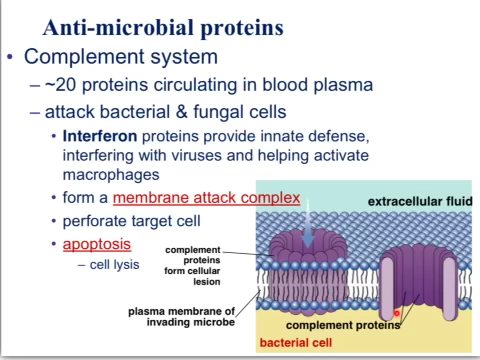 Anti-microbial proteins
• Complement system
– ~20 proteins circulating in blood plasma
– attack bacterial & fungal cells
• Interferon proteins provide innate defense,
interfering with viruses and helping activate
macrophages
• form a membrane attack complex
• perforate target cell
• apoptosis
– cell lysis
extracellular fluid
complement
proteins
form cellular
lesion
plasma membrane of
invading microbe
complement proteins
bacterial cell